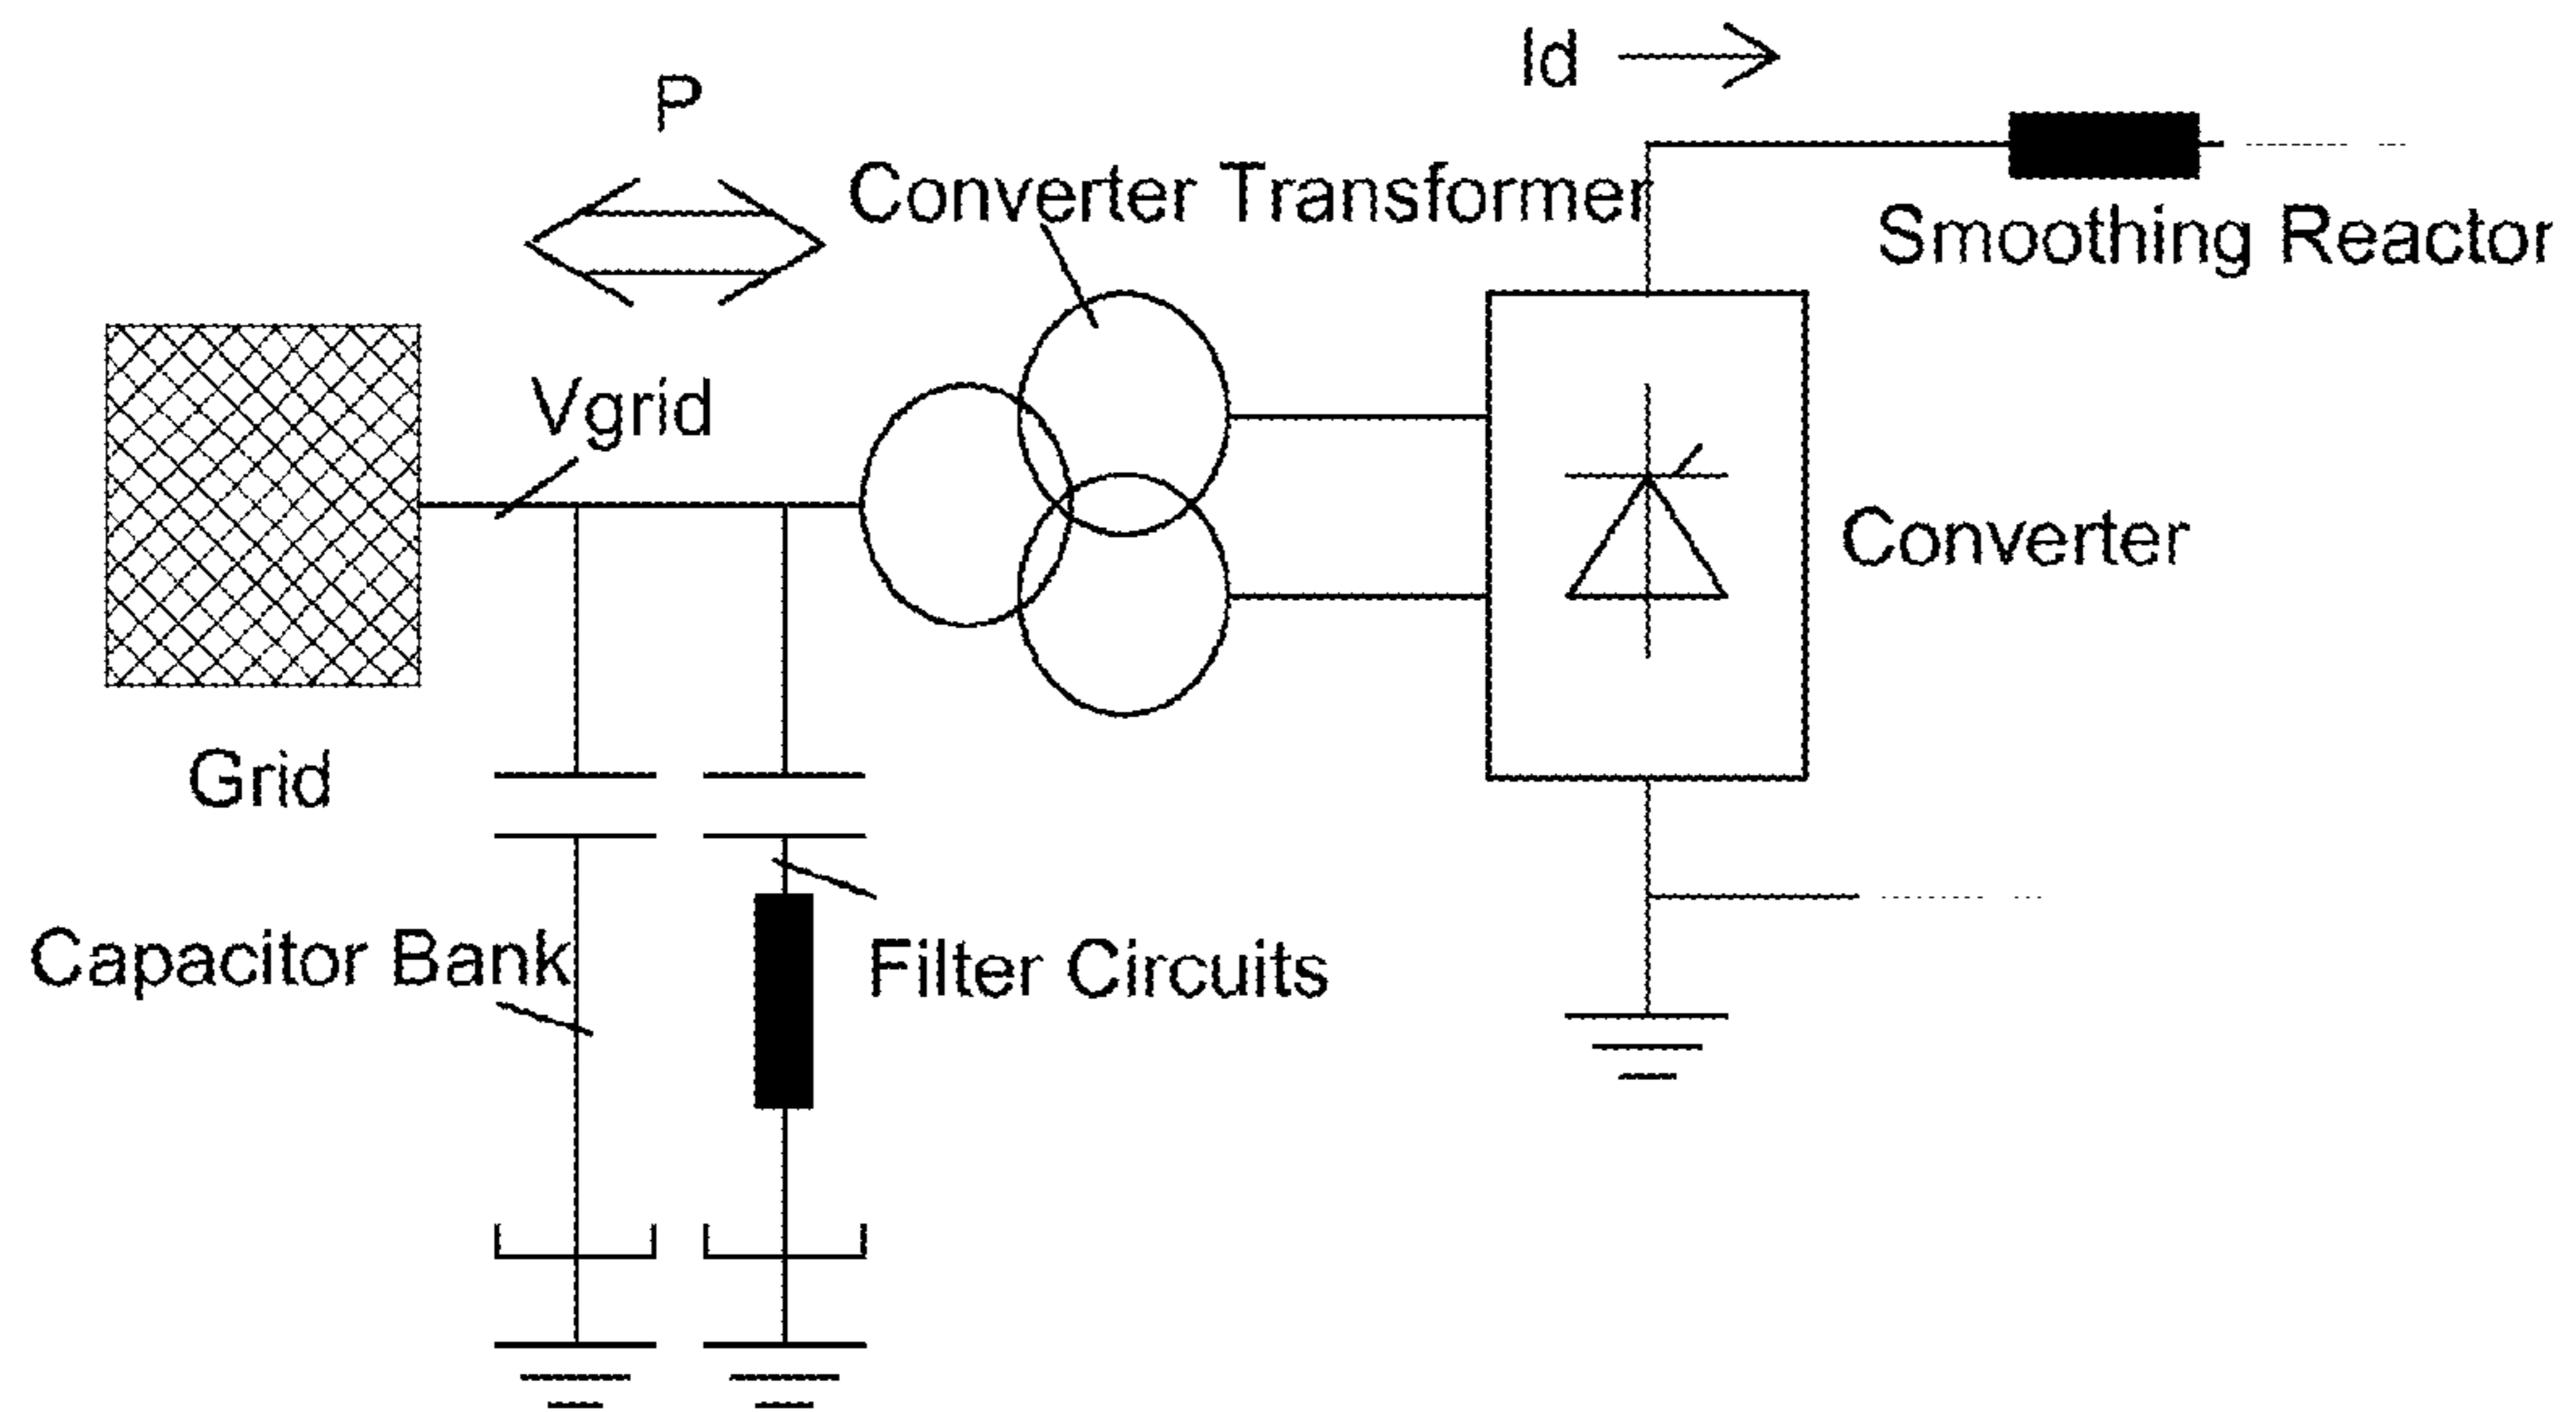 Id
P
Converter Transformer
Smoothing Reactor
Vgrid
Converter
Grid
Capacitor Bank
Filter Circuits